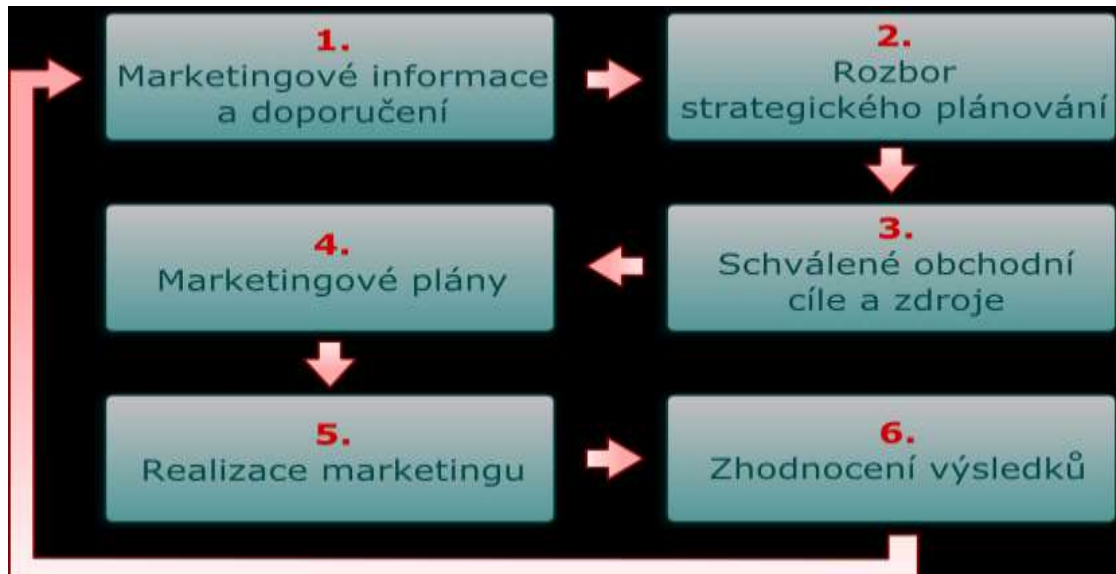 1.
Marketingové informace
a doporučení
2.
Rozbor
strategického plánování
3.
Schválené obchodní
cíle a zdroje
4.
Marketingové plány
5.
Realizace marketingu
6.
Zhodnocení výsledků